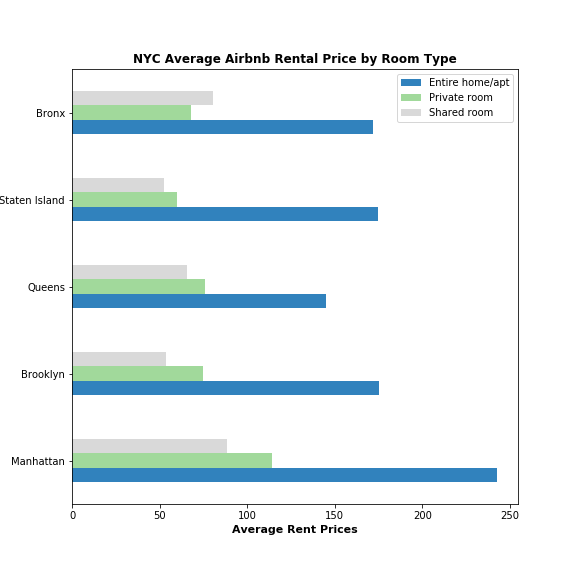 NYC Average Airbnb Rental Price by Room Type
Entire home/apt
Private room
Shared room
Bronx
Staten Island
Queens
Brooklyn
Manhattan
0 50 100 150 200 250
Average Rent Prices